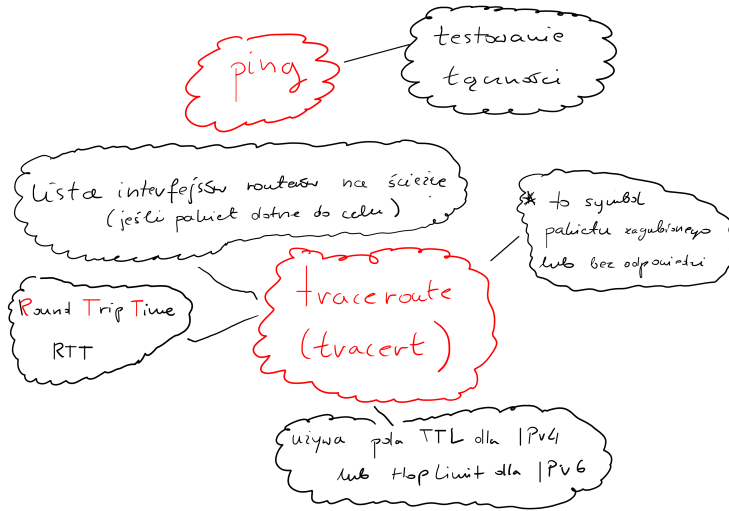 ping
testowanie
łączności
Lista interfejsów routerów na ścieżce
(jeśli pakiet dotrze do celu)
* to symbol
pakietu zagubionego
lub bez odpowiedzi
traceroute
(tracert)
Round Trip Time
RTT
używa pola TTL dla IPv4
lub Hop Limit dla IPv6